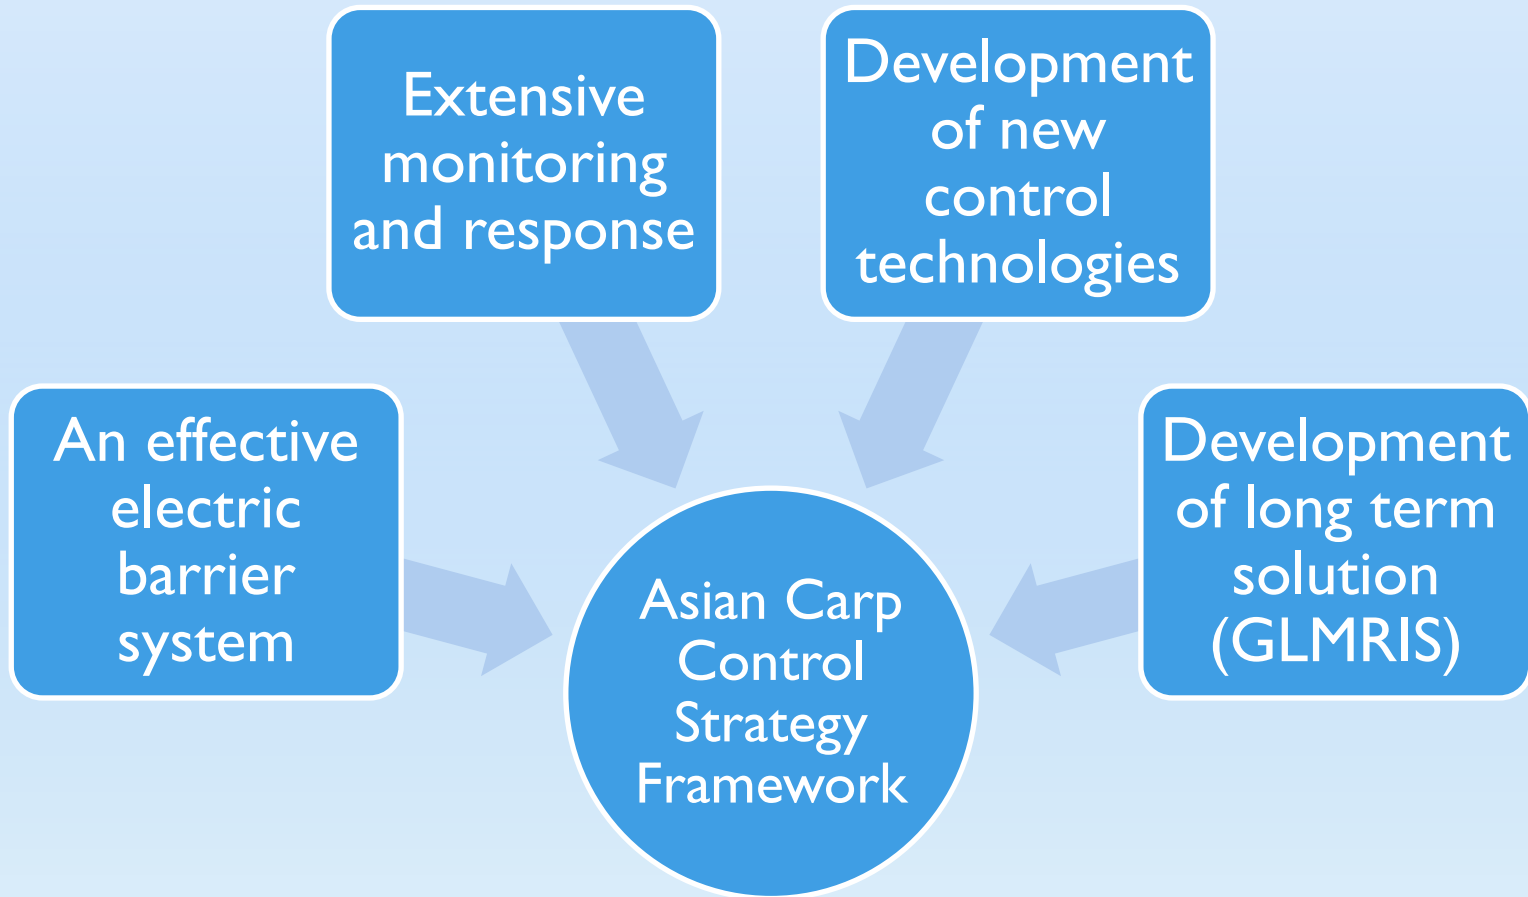 Extensive
monitoring
and response
Development
of new
control
technologies
An effective
electric
barrier
system
Development
of long term
solution
(GLMRIS)
Asian Carp
Control
Strategy
Framework